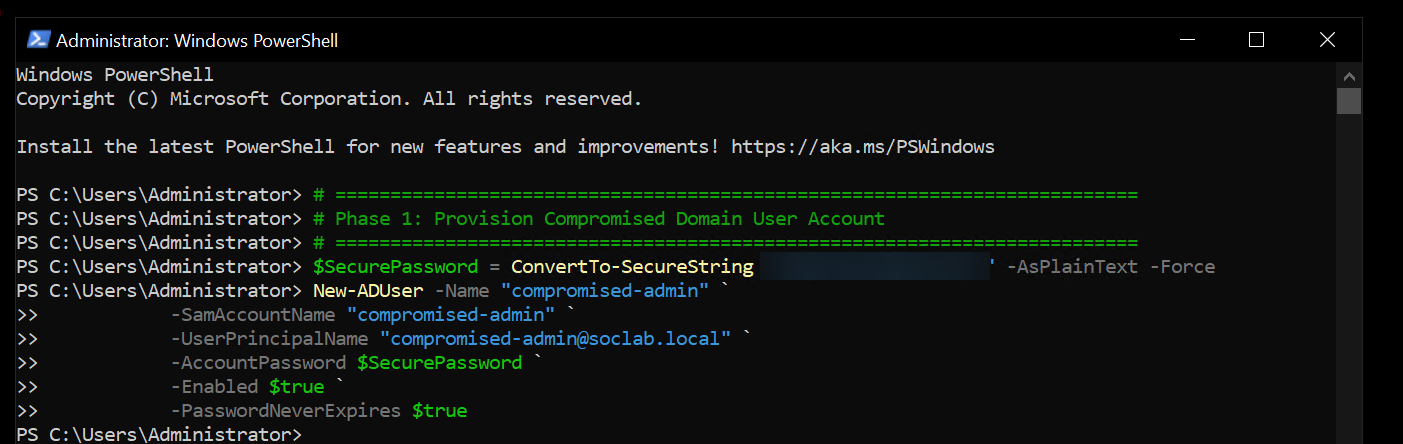 Administrator: Windows PowerShell
Windows PowerShell
Copyright (C) Microsoft Corporation. All rights reserved.
Install the latest PowerShell for new features and improvements! https://aka.ms/PSWindows
PS C:\Users\Administrator> # =========================================================================
PS C:\Users\Administrator> # Phase 1: Provision Compromised Domain User Account
PS C:\Users\Administrator> # =========================================================================
PS C:\Users\Administrator> $SecurePassword = ConvertTo-SecureString ' -AsPlainText -Force
PS C:\Users\Administrator> New-ADUser -Name "compromised-admin" `
>> -SamAccountName "compromised-admin" `
>> -UserPrincipalName "compromised-admin@soclab.local" `
>> -AccountPassword $SecurePassword `
>> -Enabled $true `
>> -PasswordNeverExpires $true
PS C:\Users\Administrator>